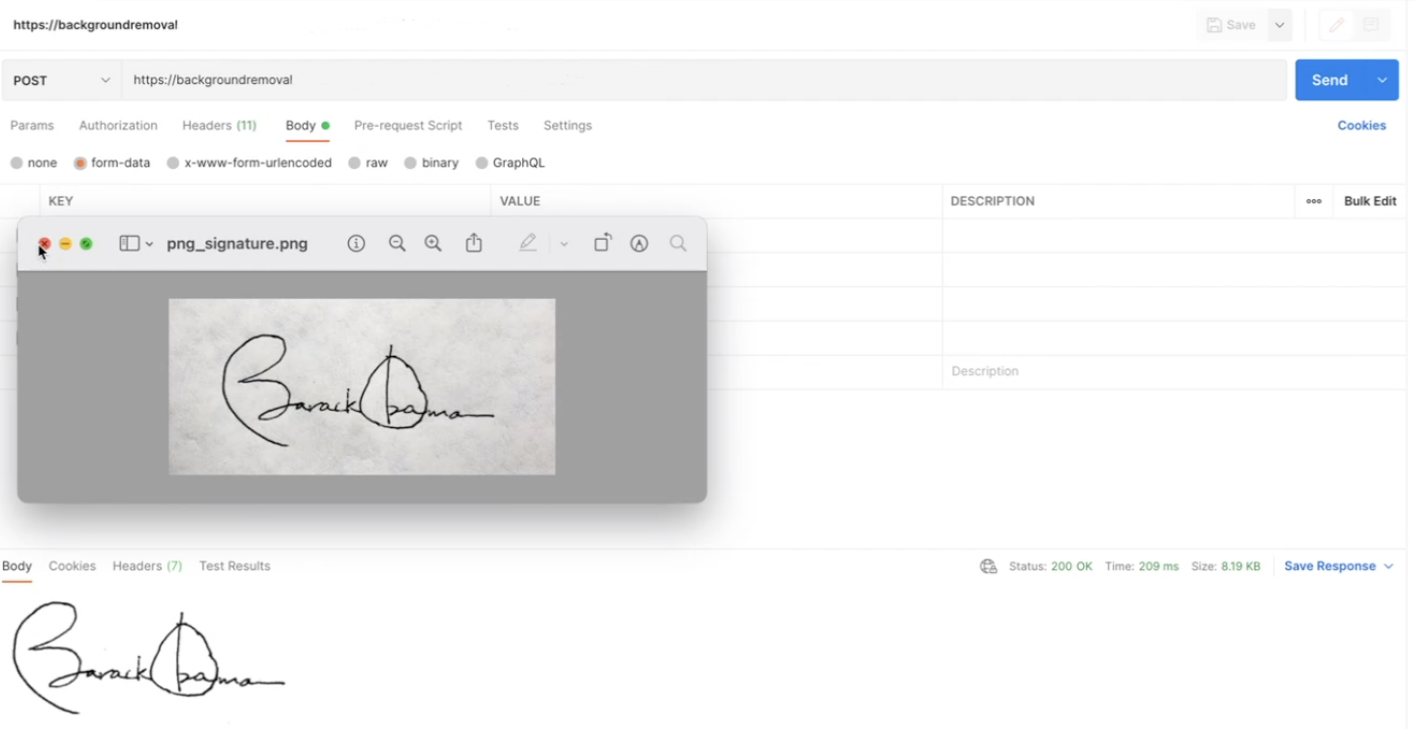 https://backgroundremoval
Save
POST
https://backgroundremoval
Send
Params Authorization Headers (11) Body Pre-request Script Tests Settings
Cookies
none form-data x-www-form-urlencoded raw binary GraphQL
KEY VALUE DESCRIPTION Bulk Edit
png_signature.png
Barack Obama
Description
Body Cookies Headers (7) Test Results
Status: 200 OK Time: 209 ms Size: 8.19 KB Save Response
Barack Obama